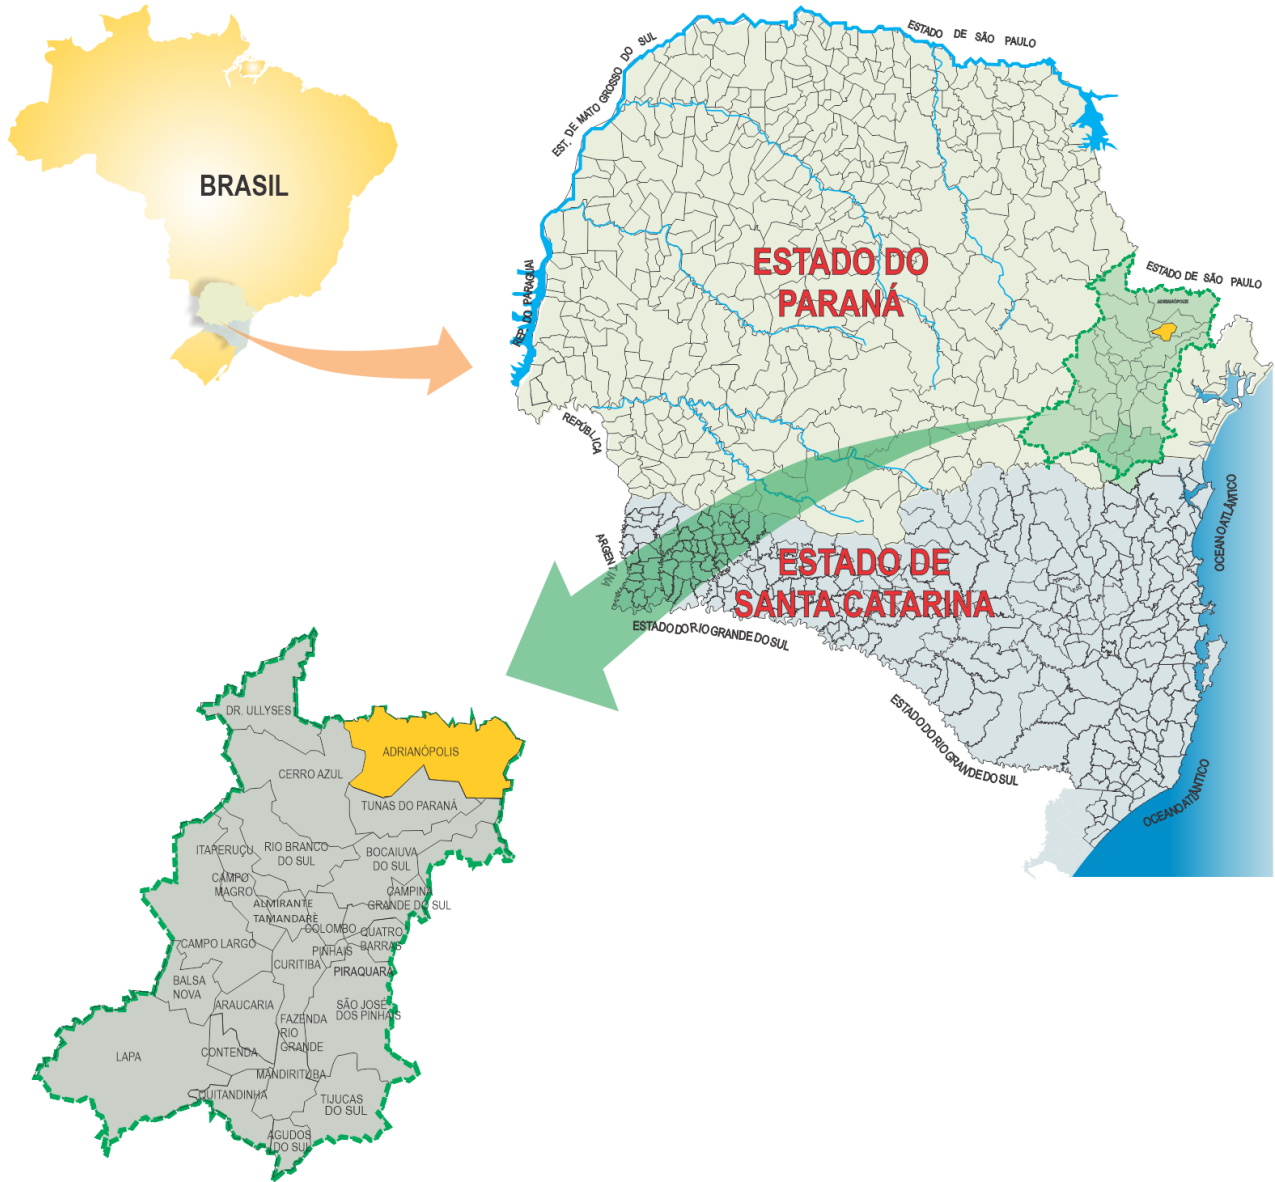 BRASIL
EST. DE MATO GROSSO DO SUL
ESTADO DE SÃO PAULO
REP. DO PARAGUAI
ESTADO DO
PARANÁ
ESTADO DE SÃO PAULO
ADRIANÓPOLIS
REPÚBLICA
OCEANO ATLÂNTICO
ESTADO DE
SANTA CATARINA
ESTADO DO RIO GRANDE DO SUL
ESTADO DO RIO GRANDE DO SUL
OCEANO ATLÂNTICO
DR. ULLYSES
ADRIANÓPOLIS
CERRO AZUL
TUNAS DO PARANÁ
ITAPERUÇU
RIO BRANCO
DO SUL
BOCAIUVA
DO SUL
CAMPO
MAGRO
CAMPINA
GRANDE DO SUL
ALMIRANTE
TAMANDARÉ
COLOMBO
QUATRO
BARRAS
CAMPO LARGO
PINHAIS
CURITIBA
PIRAQUARA
BALSA
NOVA
ARAUCARIA
SÃO JOSÉ
DOS PINHAIS
FAZENDA
RIO
GRANDE
LAPA
CONTENDA
MANDIRITUBA
QUITANDINHA
TIJUCAS
DO SUL
AGUDOS
DO SUL